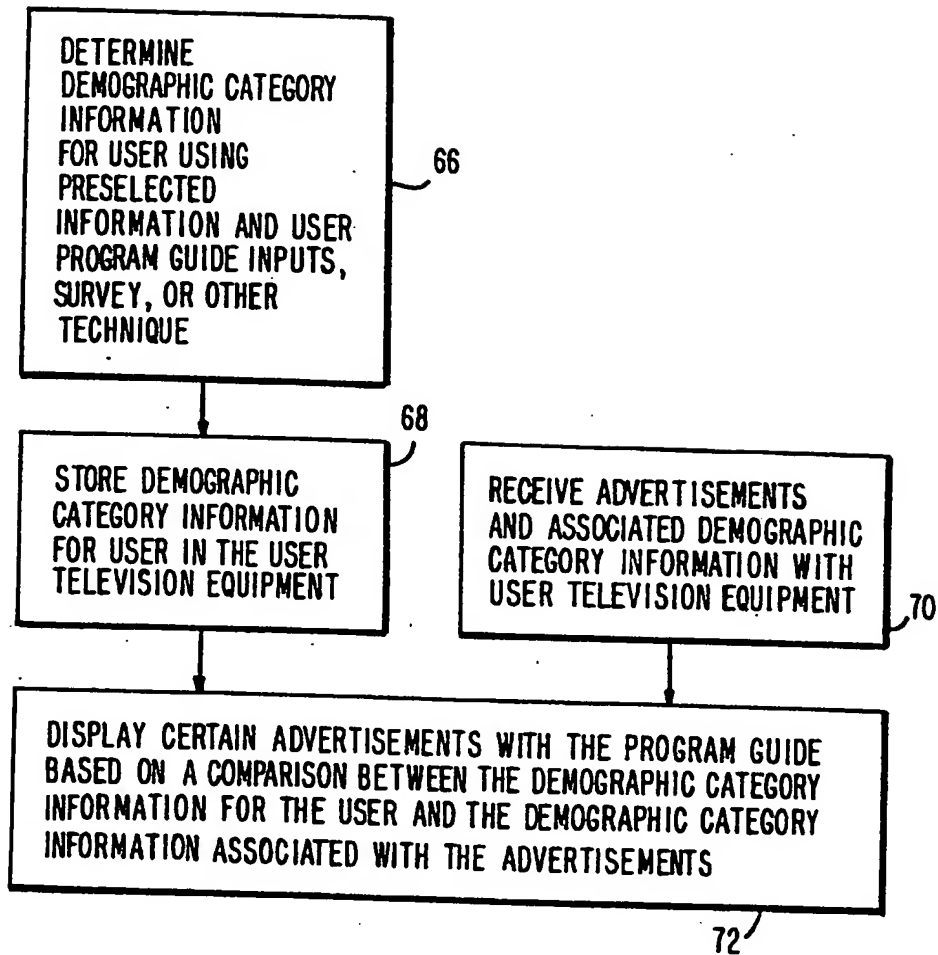 DETERMINE
DEMOGRAPHIC CATEGORY
INFORMATION
FOR USER USING
PRESELECTED
INFORMATION AND USER
PROGRAM GUIDE INPUTS,
SURVEY, OR OTHER
TECHNIQUE
66
68
STORE DEMOGRAPHIC
CATEGORY INFORMATION
FOR USER IN THE USER
TELEVISION EQUIPMENT
RECEIVE ADVERTISEMENTS
AND ASSOCIATED DEMOGRAPHIC
CATEGORY INFORMATION WITH
USER TELEVISION EQUIPMENT
70
DISPLAY CERTAIN ADVERTISEMENTS WITH THE PROGRAM GUIDE
BASED ON A COMPARISON BETWEEN THE DEMOGRAPHIC CATEGORY
INFORMATION FOR THE USER AND THE DEMOGRAPHIC CATEGORY
INFORMATION ASSOCIATED WITH THE ADVERTISEMENTS
72